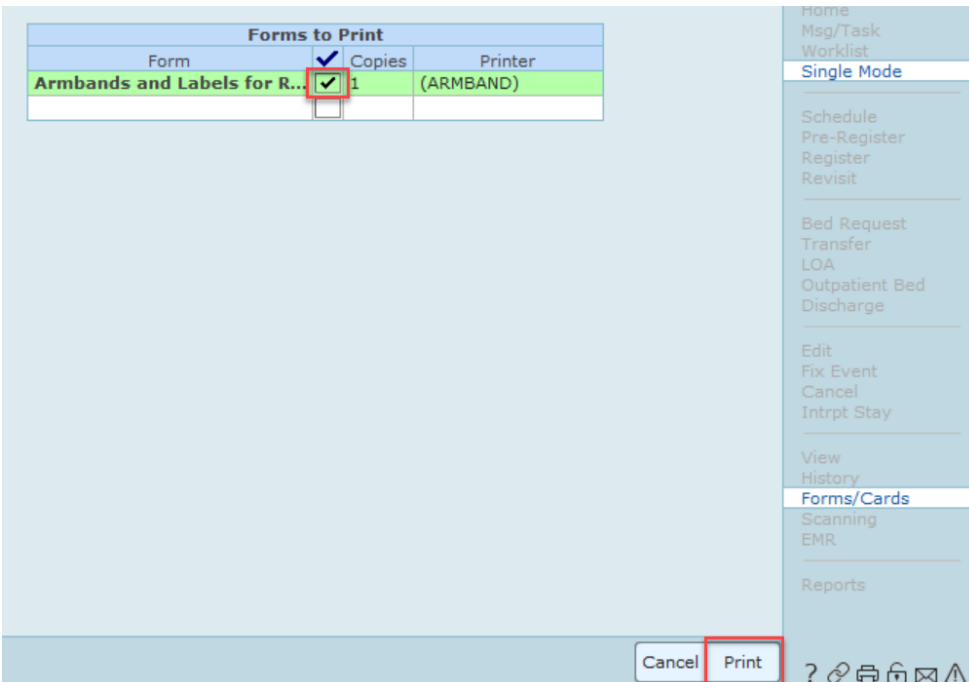 Forms to Print
Form Copies Printer
Armbands and Labels for R... 1 (ARMBAND)
Home
Msg/Task
Worklist
Single Mode
Schedule
Pre-Register
Register
Revisit
Bed Request
Transfer
LOA
Outpatient Bed
Discharge
Edit
Fix Event
Cancel
Intrpt Stay
View
History
Forms/Cards
Scanning
EMR
Reports
Cancel Print
?